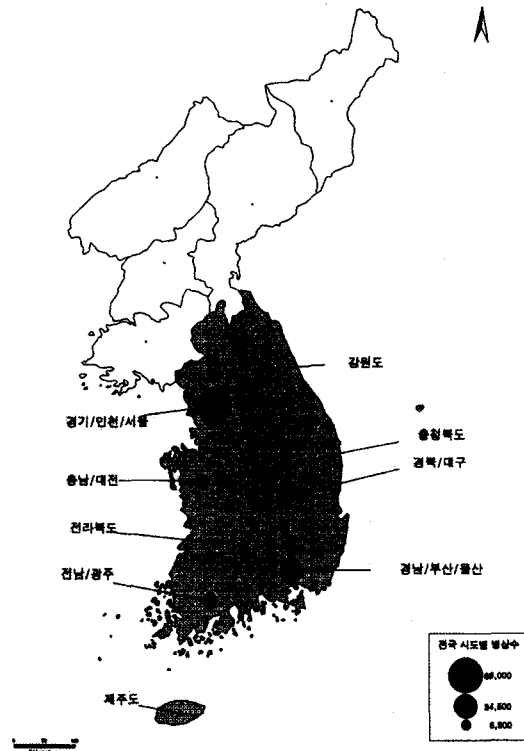 강원도
경기/인천/서울
충청북도
경북/대구
충남/대전
전라북도
전남/광주
경남/부산/울산
제주도
전국 시도별 병상수